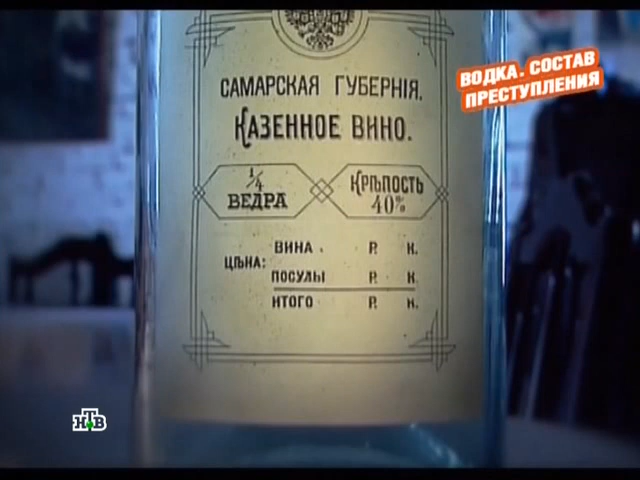 ВОДКА. СОСТАВ
ПРЕСТУПЛЕНИЯ
САМАРСКАЯ ГУБЕРНІЯ.
КАЗЕННОЕ ВИНО.
1/4
ВЕДРА
КРѢПОСТЬ
40%
ЦѢНА:
ВИНА Р. К.
ПОСУДЫ Р. К.
ИТОГО Р. К.
НТВ